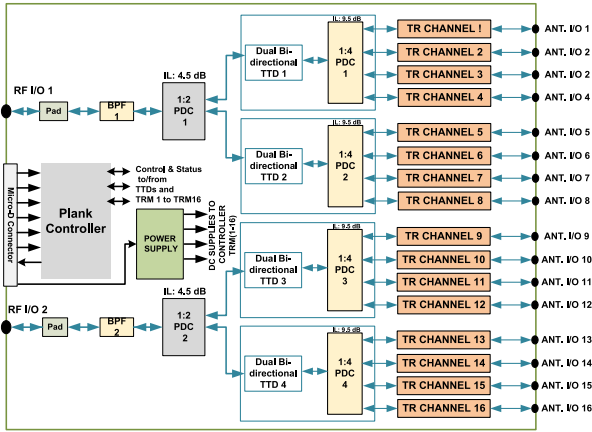 RF I/O 1
Pad
BPF
1
IL: 4.5 dB
1:2
PDC
1
Dual Bi-
directional
TTD 1
IL: 9.5 dB
1:4
PDC
1
TR CHANNEL !
ANT. I/O 1
TR CHANNEL 2
ANT. I/O 2
TR CHANNEL 3
ANT. I/O 2
TR CHANNEL 4
ANT. I/O 4
Dual Bi-
directional
TTD 2
IL: 9.5 dB
1:4
PDC
2
TR CHANNEL 5
ANT. I/O 5
TR CHANNEL 6
ANT. I/O 6
TR CHANNEL 7
ANT. I/O 7
TR CHANNEL 8
ANT. I/O 8
Micro-D Connector
Plank
Controller
Control & Status
to/from
TTDs and
TRM 1 to TRM16
POWER
SUPPLY
DC SUPPLIES TO
CONTROLLER
TRM(1-16)
RF I/O 2
Pad
BPF
2
IL: 4.5 dB
1:2
PDC
2
Dual Bi-
directional
TTD 3
IL: 9.5 dB
1:4
PDC
3
TR CHANNEL 9
ANT. I/O 9
TR CHANNEL 10
ANT. I/O 10
TR CHANNEL 11
ANT. I/O 11
TR CHANNEL 12
ANT. I/O 12
Dual Bi-
directional
TTD 4
IL: 9.5 dB
1:4
PDC
4
TR CHANNEL 13
ANT. I/O 13
TR CHANNEL 14
ANT. I/O 14
TR CHANNEL 15
ANT. I/O 15
TR CHANNEL 16
ANT. I/O 16